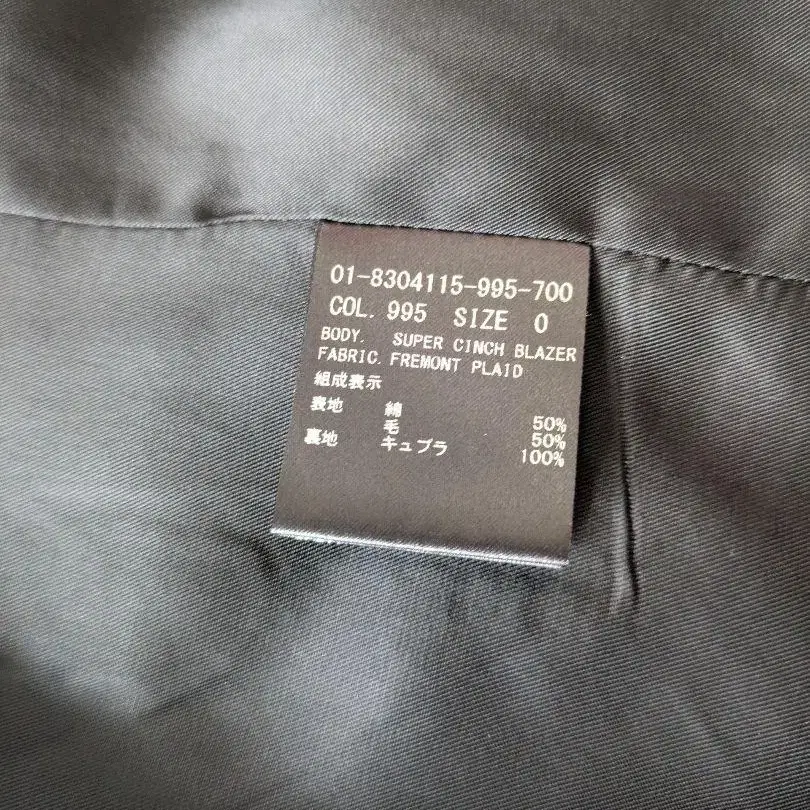 01-8304115-995-700
COL. 995 SIZE 0
BODY. SUPER CINCH BLAZER
FABRIC. FREMONT PLAID
組成表示
表地 綿 50%
毛 50%
裏地 キュプラ 100%